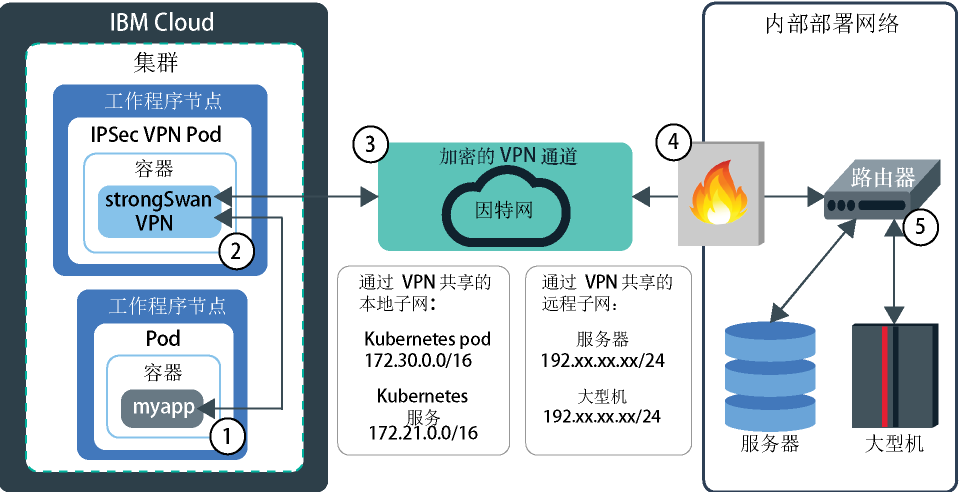 IBM Cloud
集群
工作程序节点
IPSec VPN Pod
容器
strongSwan
VPN
2
工作程序节点
Pod
容器
myapp
1
3
加密的 VPN 通道
因特网
通过 VPN 共享的
本地子网：
Kubernetes pod
172.30.0.0/16
Kubernetes
服务
172.21.0.0/16
通过 VPN 共享的
远程子网：
服务器
192.xx.xx.xx/24
大型机
192.xx.xx.xx/24
4
内部部署网络
路由器
5
服务器
大型机